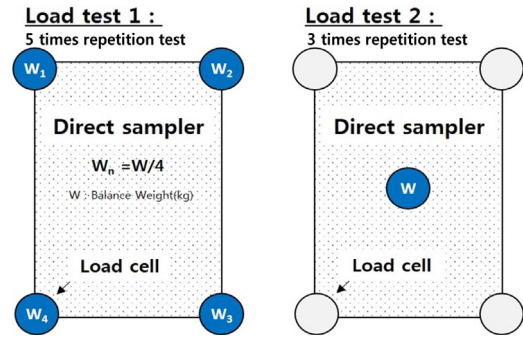 Load test 1 :
5 times repetition test
W1
W2
Direct sampler
Wn =W/4
W : Balance Weight(kg)
Load cell
W4
W3
Load test 2 :
3 times repetition test
Direct sampler
W
Load cell